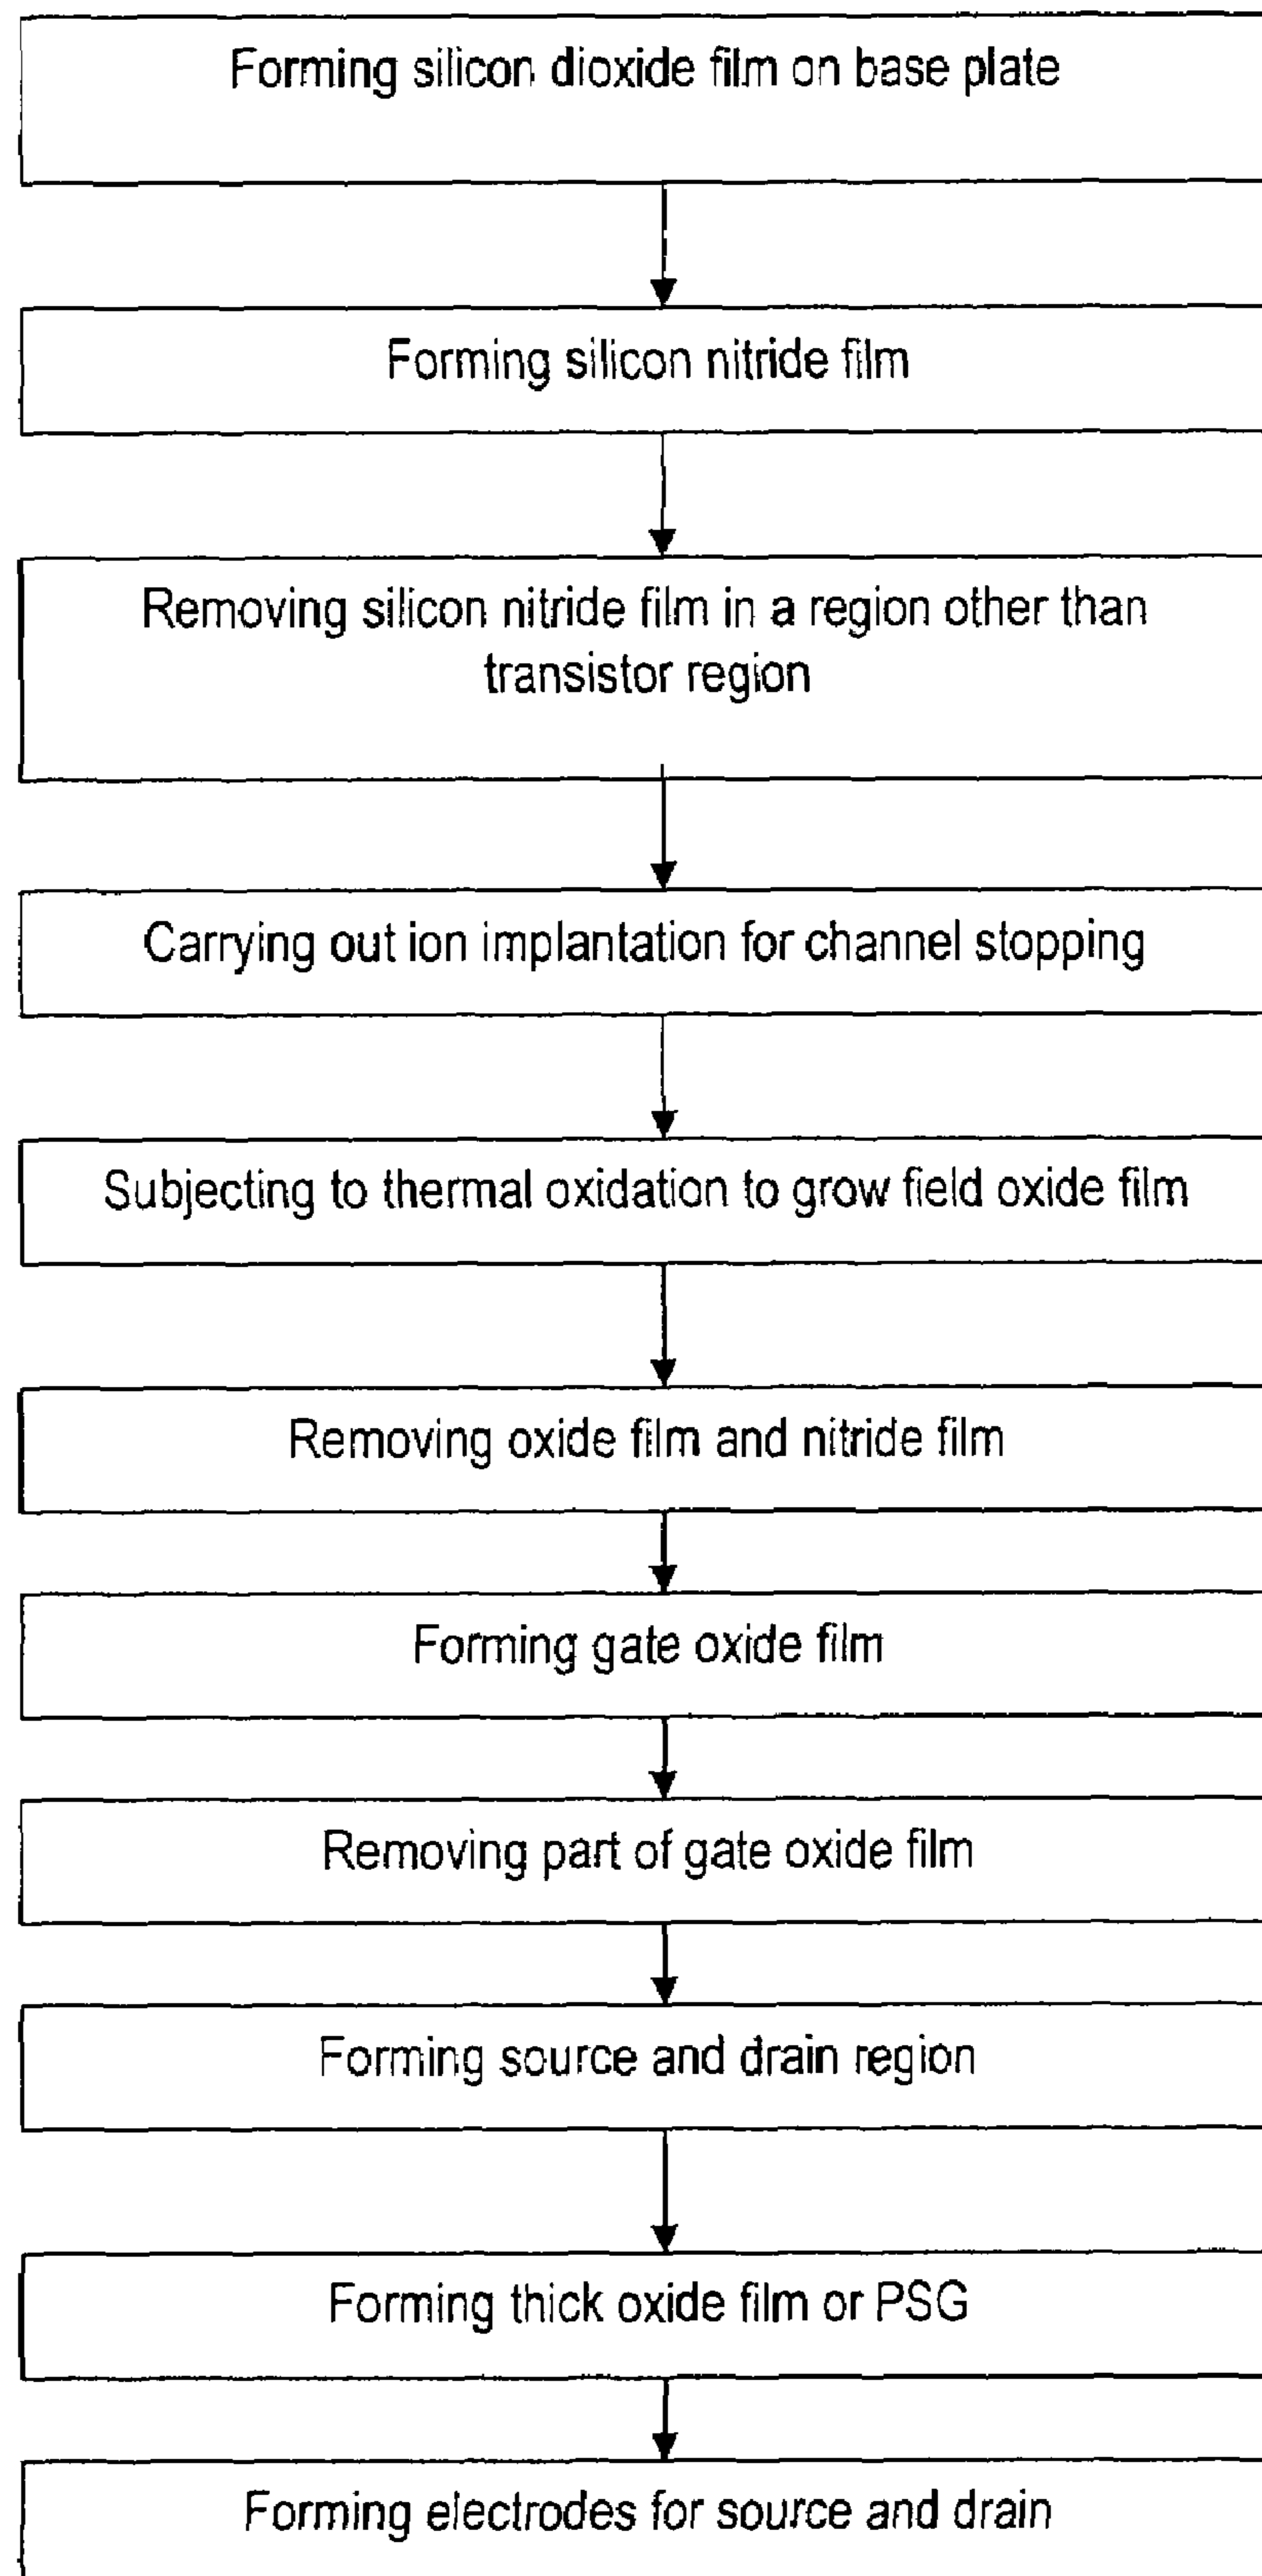 Forming silicon dioxide film on base plate
Forming silicon nitride film
Removing silicon nitride film in a region other than
transistor region
Carrying out ion implantation for channel stopping
Subjecting to thermal oxidation to grow field oxide film
Removing oxide film and nitride film
Forming gate oxide film
Removing part of gate oxide film
Forming source and drain region
Forming thick oxide film or PSG
Forming electrodes for source and drain